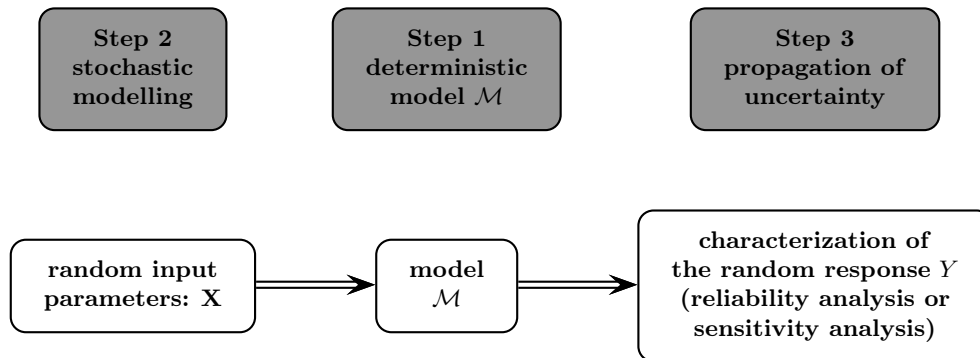 Step 2
stochastic
modelling
Step 1
deterministic
model ℳ
Step 3
propagation of
uncertainty
random input
parameters: X
model
ℳ
characterization of
the random response Y
(reliability analysis or
sensitivity analysis)